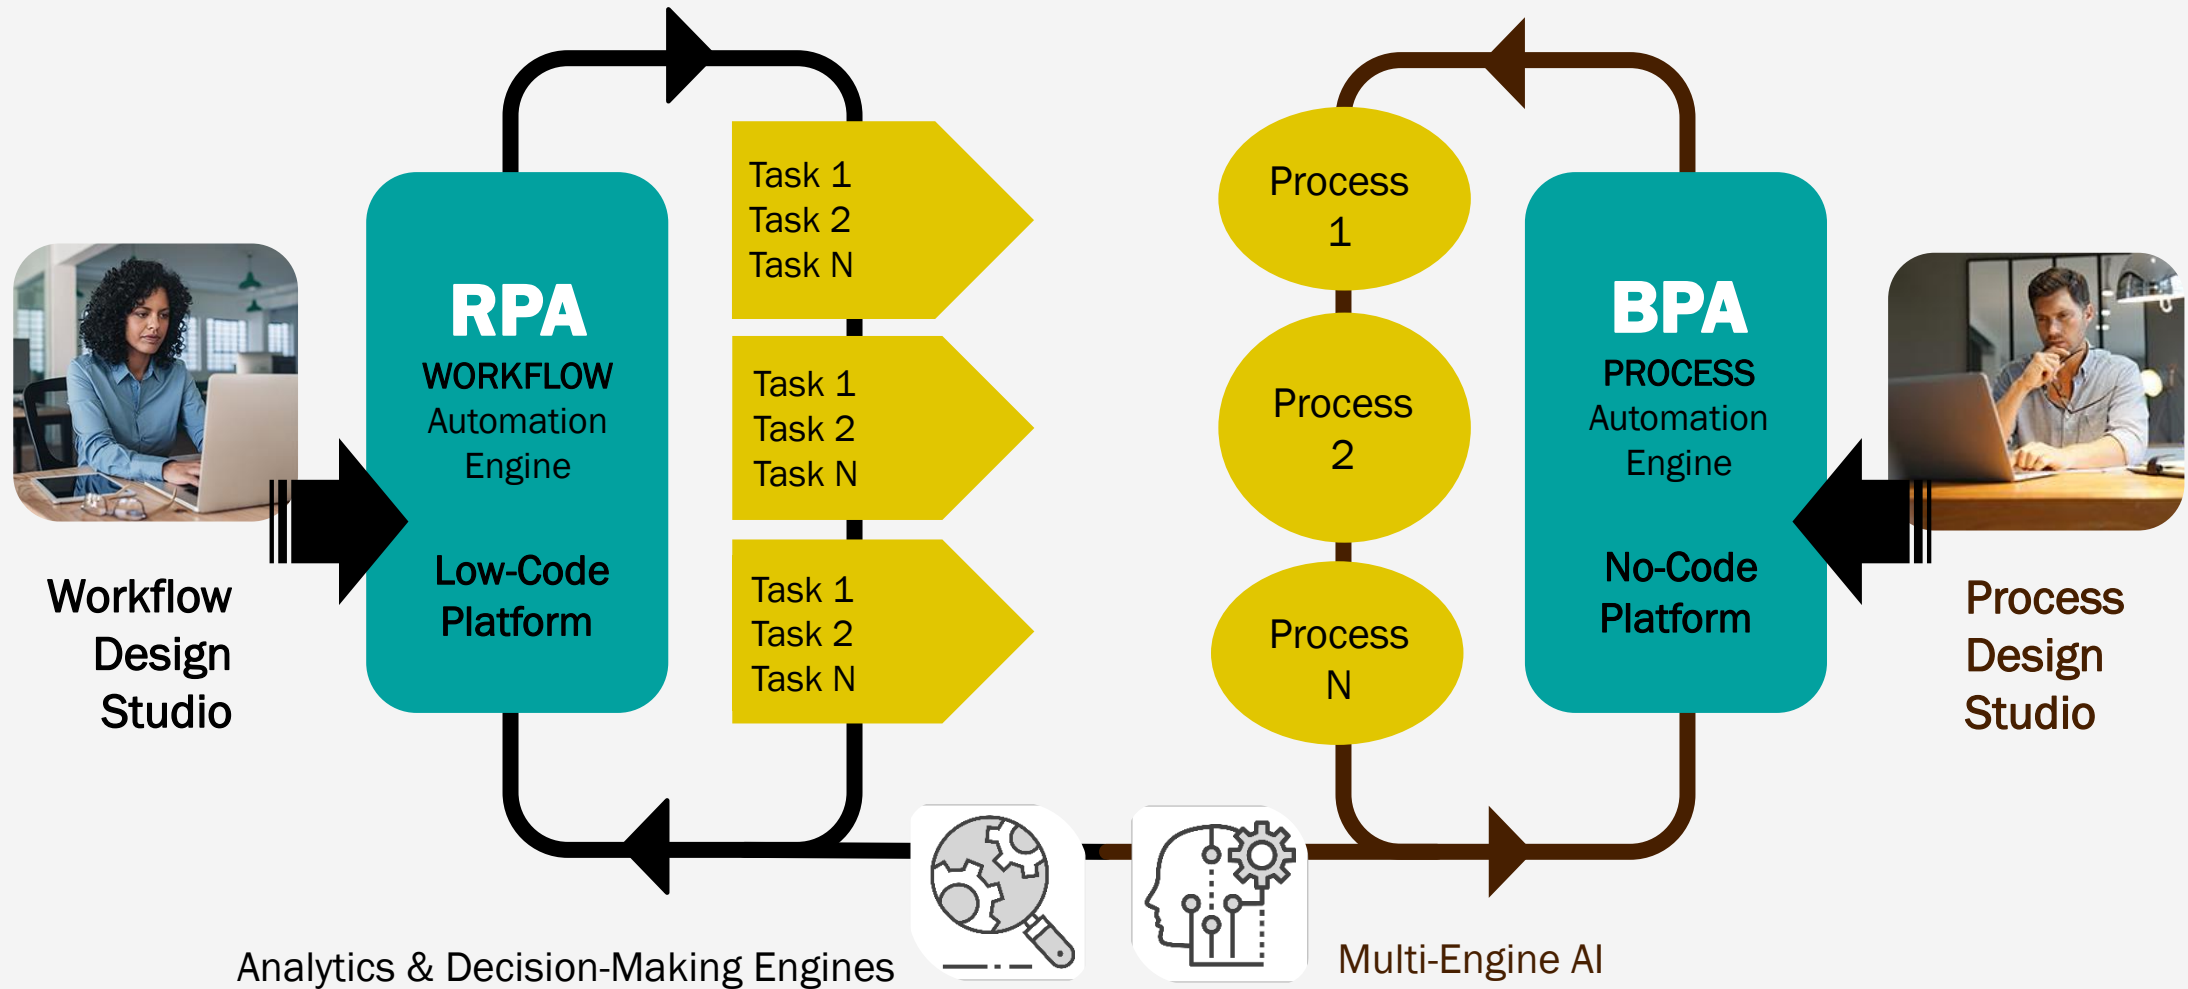 Workflow
Design
Studio
RPA
WORKFLOW
Automation
Engine
Low-Code
Platform
Task 1
Task 2
Task N
Task 1
Task 2
Task N
Task 1
Task 2
Task N
Process
1
Process
2
Process
N
BPA
PROCESS
Automation
Engine
No-Code
Platform
Process
Design
Studio
Analytics & Decision-Making Engines
Multi-Engine AI